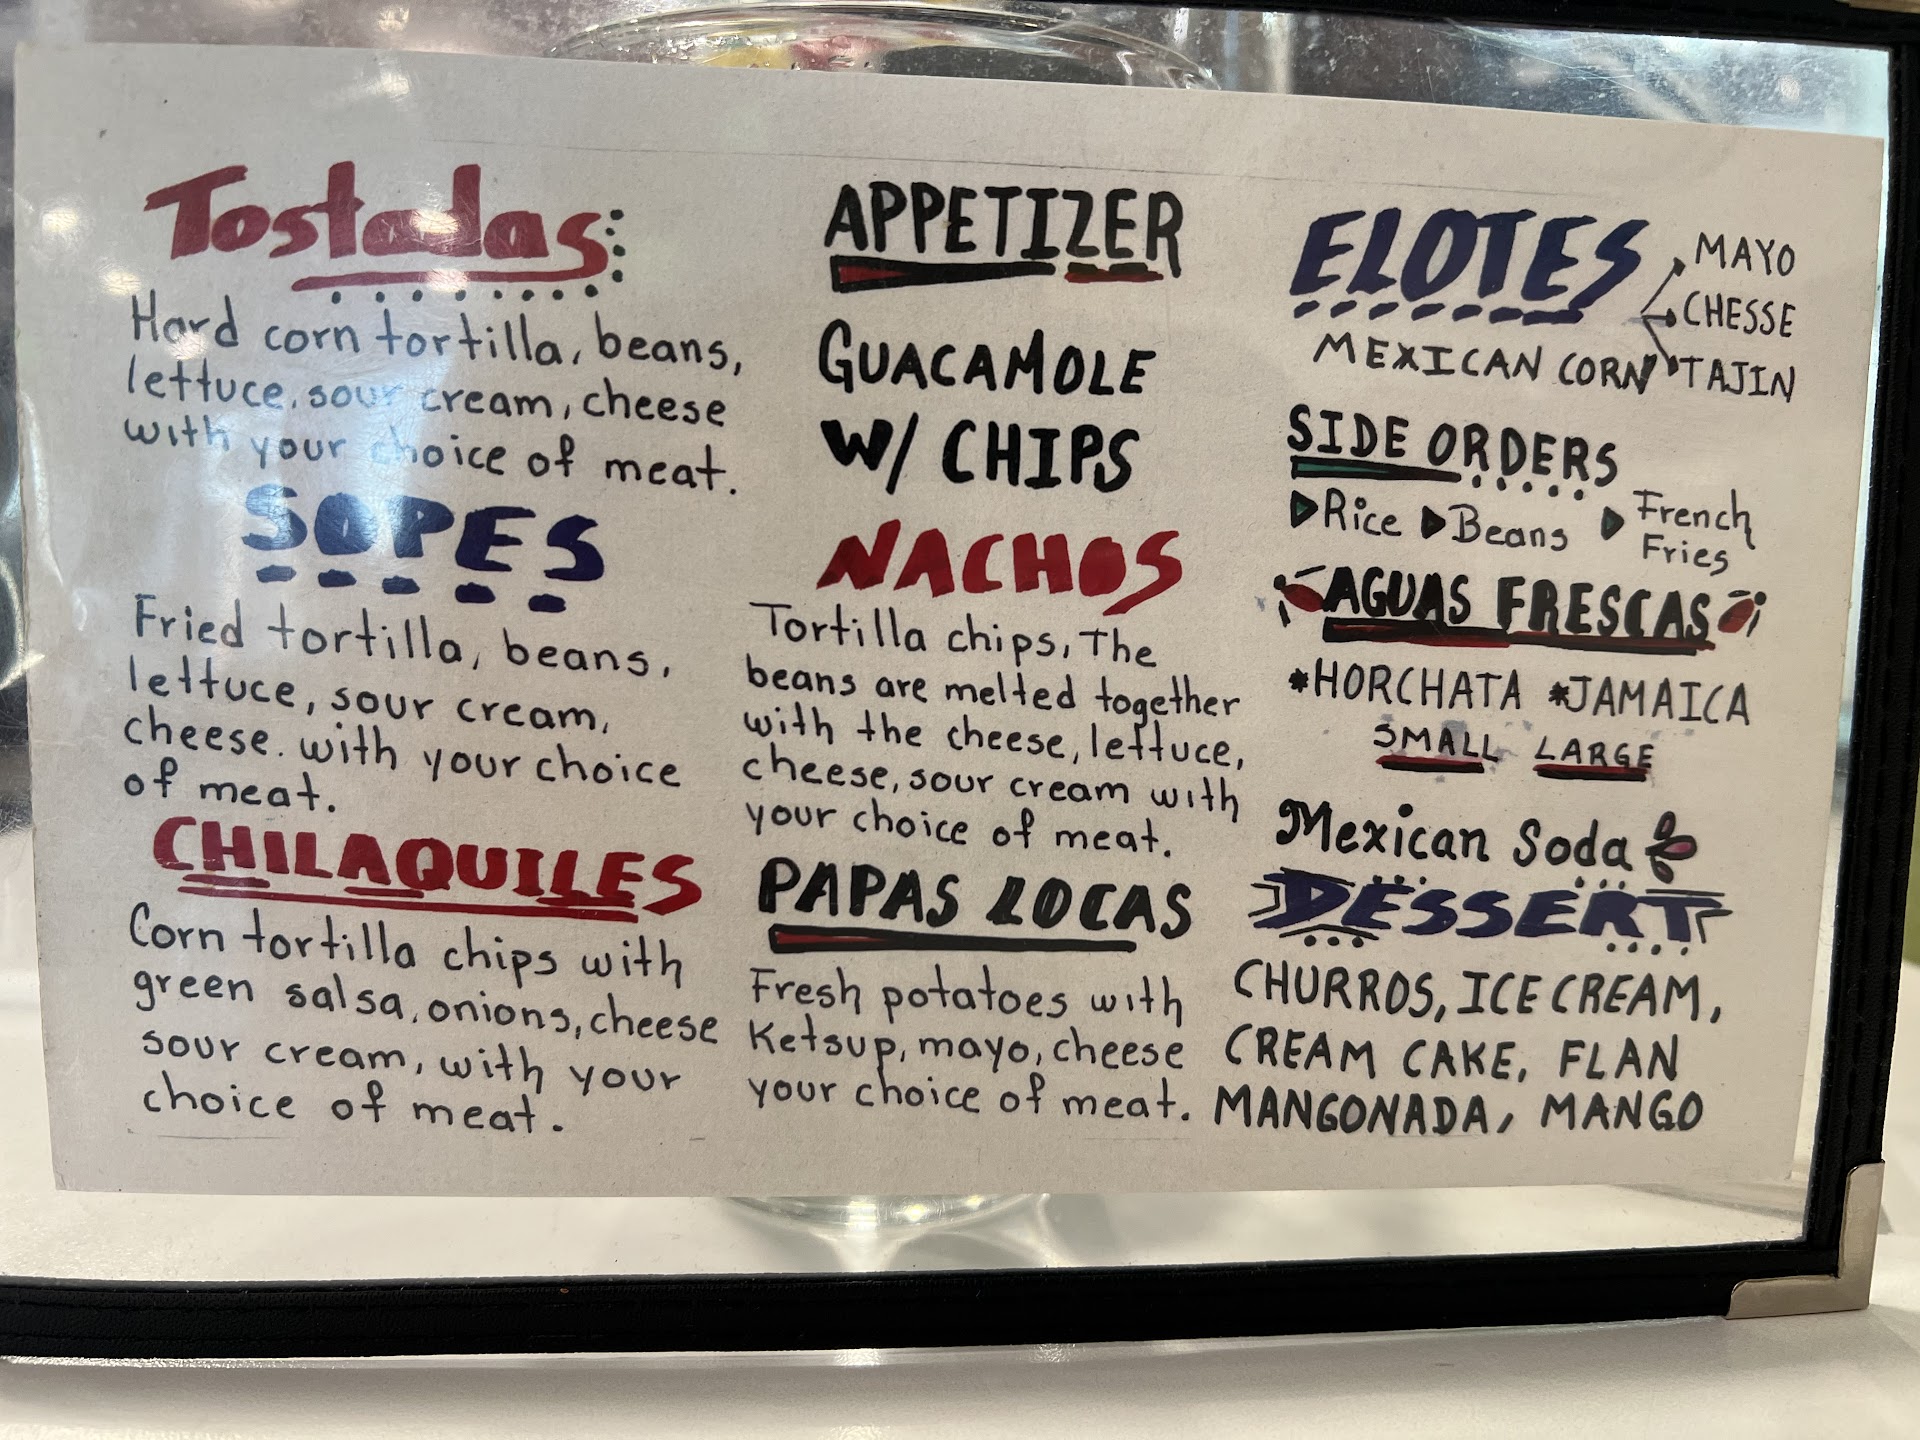 Tostadas
Hard corn tortilla, beans,
lettuce, sour cream, cheese
with your choice of meat.
SOPES
Fried tortilla, beans,
lettuce, sour cream,
cheese. with your choice
of meat.
CHILAQUILES
Corn tortilla chips with
green salsa, onions, cheese
sour cream, with your
choice of meat.
APPETIZER
GUACAMOLE
W/ CHIPS
NACHOS
Tortilla chips, The
beans are melted together
with the cheese, lettuce,
cheese, sour cream with
your choice of meat.
PAPAS LOCAS
Fresh potatoes with
Ketsup, mayo, cheese
your choice of meat.
ELOTES
MAYO
CHESSE
TAJIN
MEXICAN CORN
SIDE ORDERS
Rice Beans French
Fries
AGUAS FRESCAS
*HORCHATA *JAMAICA
SMALL LARGE
Mexican Soda
DESSERT
CHURROS, ICE CREAM,
CREAM CAKE, FLAN
MANGONADA, MANGO